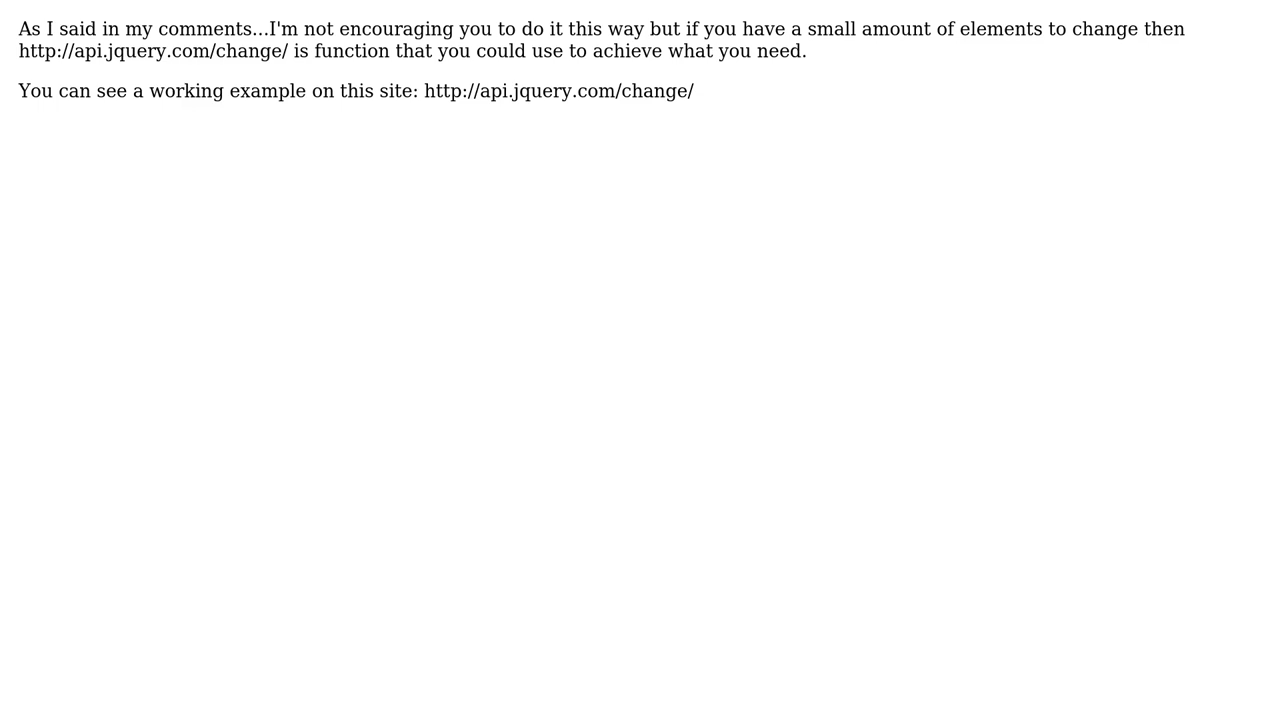 As I said in my comments...I'm not encouraging you to do it this way but if you have a small amount of elements to change then
http://api.jquery.com/change/ is function that you could use to achieve what you need.
You can see a working example on this site: http://api.jquery.com/change/